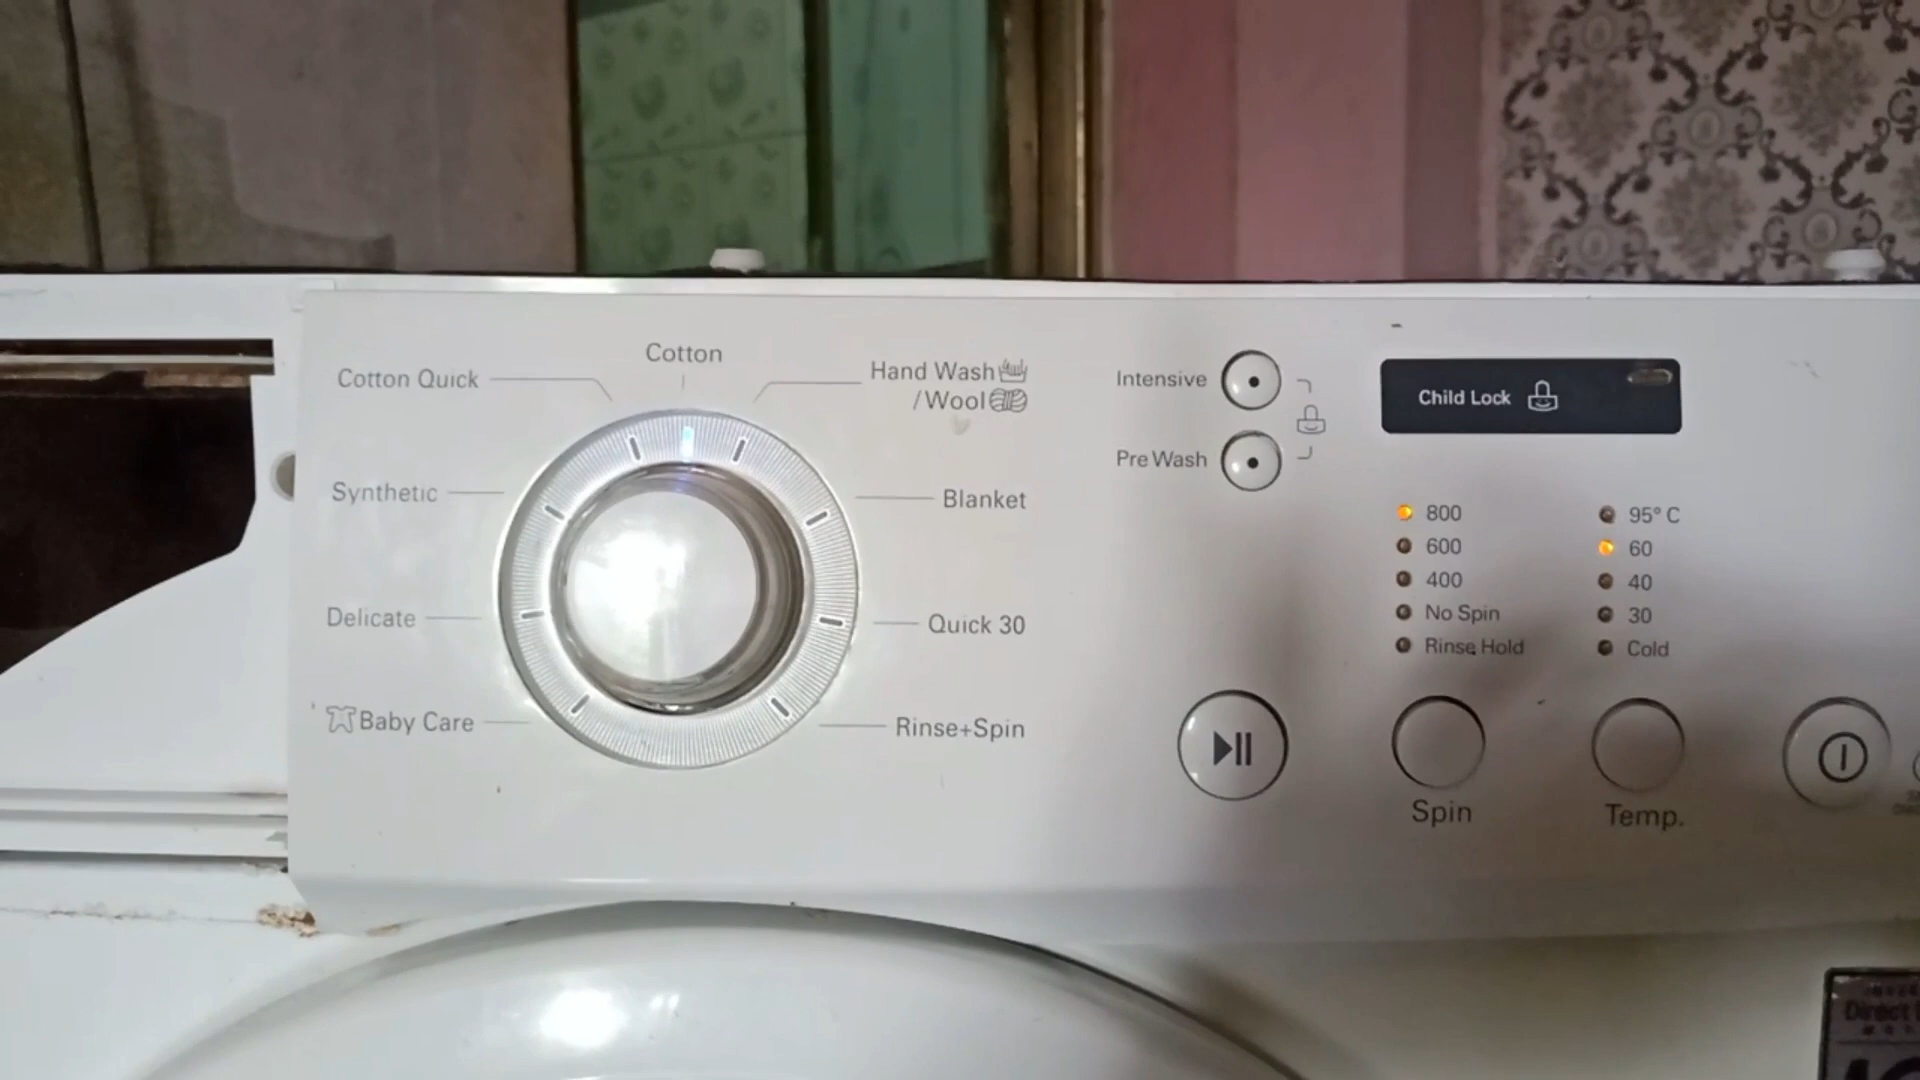 Cotton
Cotton Quick
Hand Wash
/Wool
Synthetic
Blanket
Delicate
Quick 30
Baby Care
Rinse+Spin
Intensive
Pre Wash
Child Lock
800
600
400
No Spin
Rinse Hold
95° C
60
40
30
Cold
Spin
Temp.
Direct